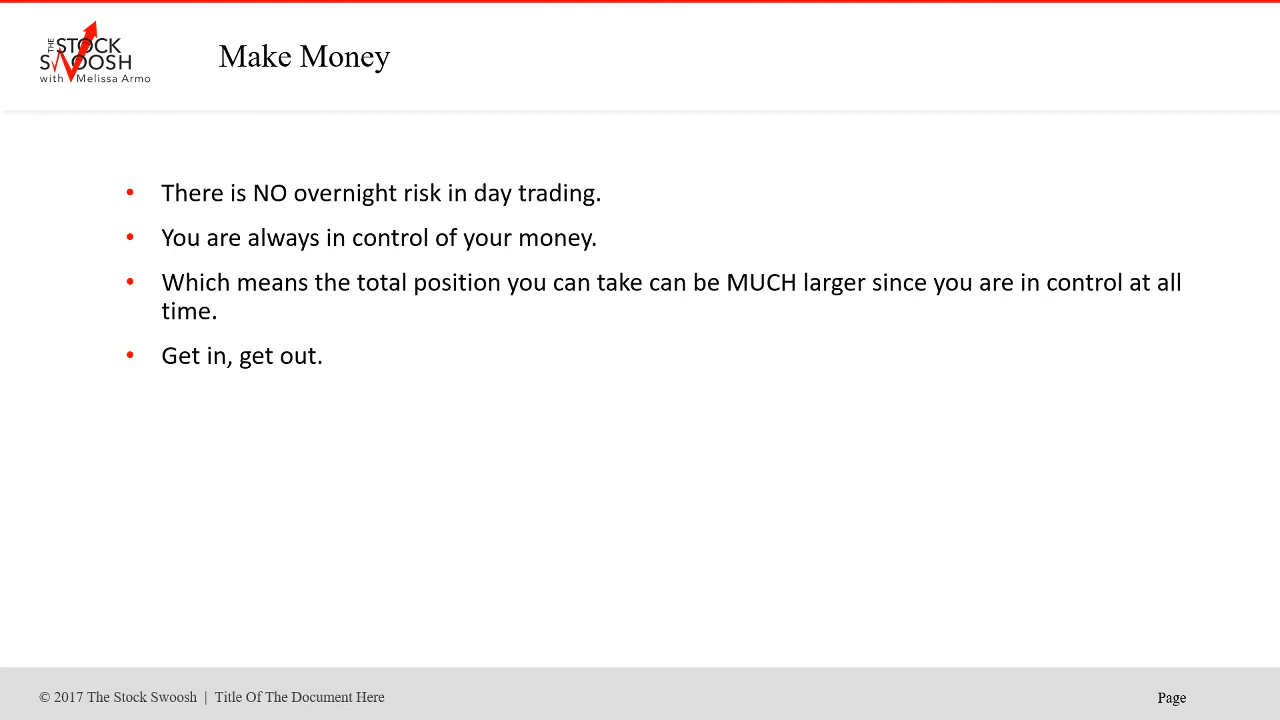 THE STOCK
SWOOSH
with Melissa Armo
Make Money
• There is NO overnight risk in day trading.
• You are always in control of your money.
• Which means the total position you can take can be MUCH larger since you are in control at all
time.
• Get in, get out.
© 2017 The Stock Swoosh | Title Of The Document Here
Page